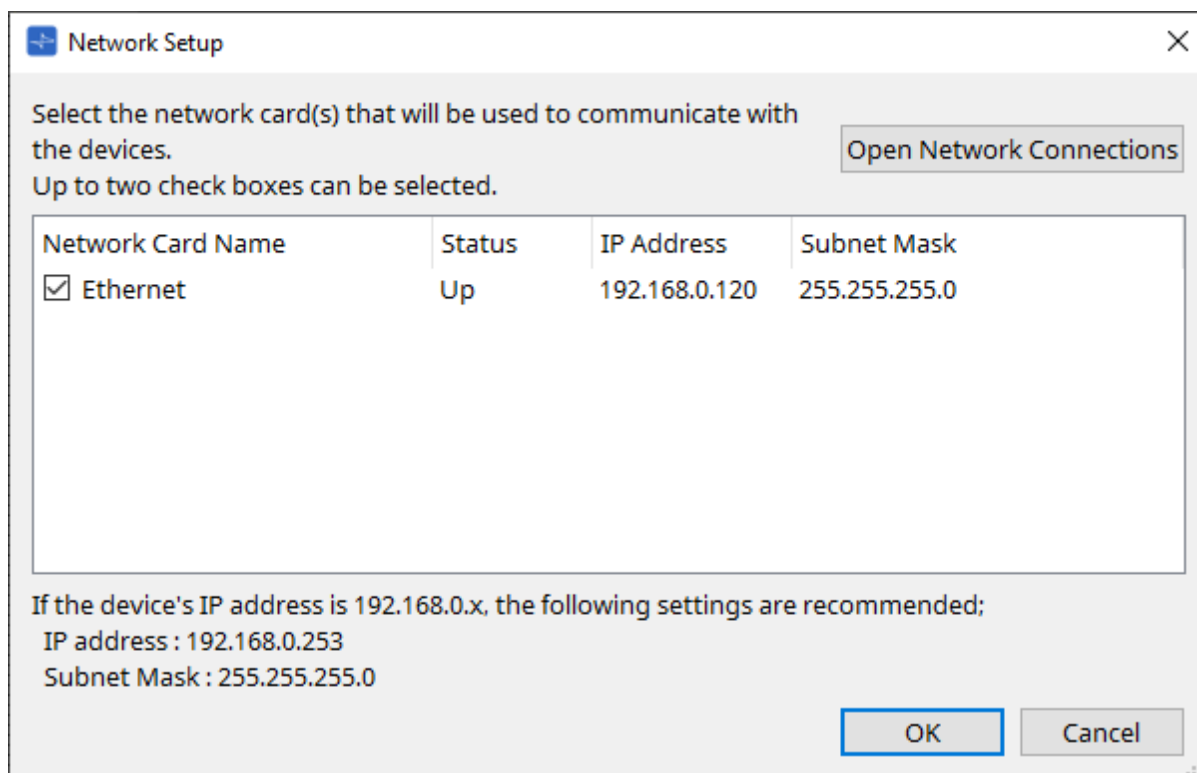 Network Setup
Select the network card(s) that will be used to communicate with
the devices.
Up to two check boxes can be selected.
Open Network Connections
Network Card Name Status IP Address Subnet Mask
Ethernet Up 192.168.0.120 255.255.255.0
If the device's IP address is 192.168.0.x, the following settings are recommended;
IP address : 192.168.0.253
Subnet Mask : 255.255.255.0
OK Cancel